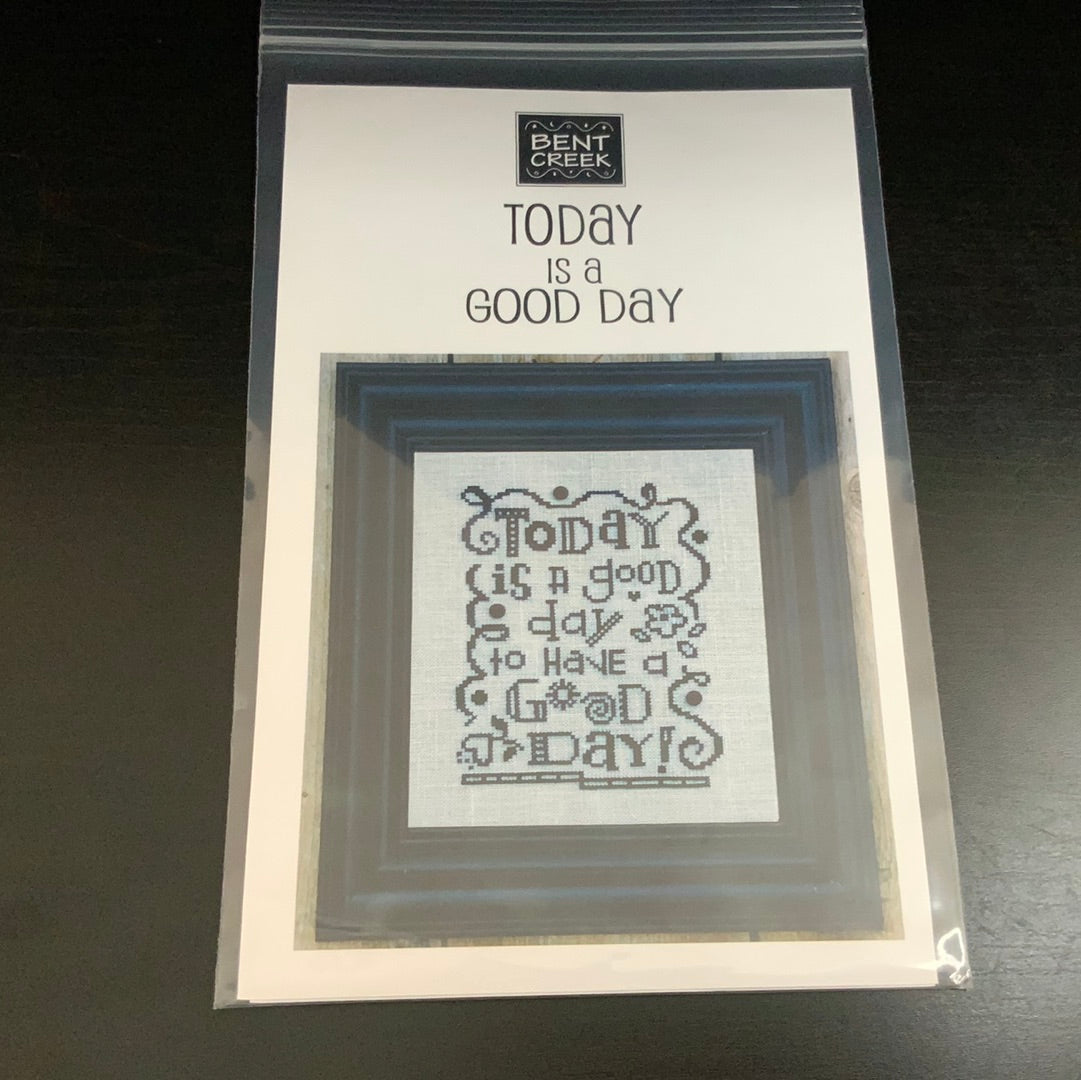 BENT
CREEK
TODaY
IS a
GOOD DaY
ToDaY
is a gooD
day
to HaVE a
GOOD
DAY!